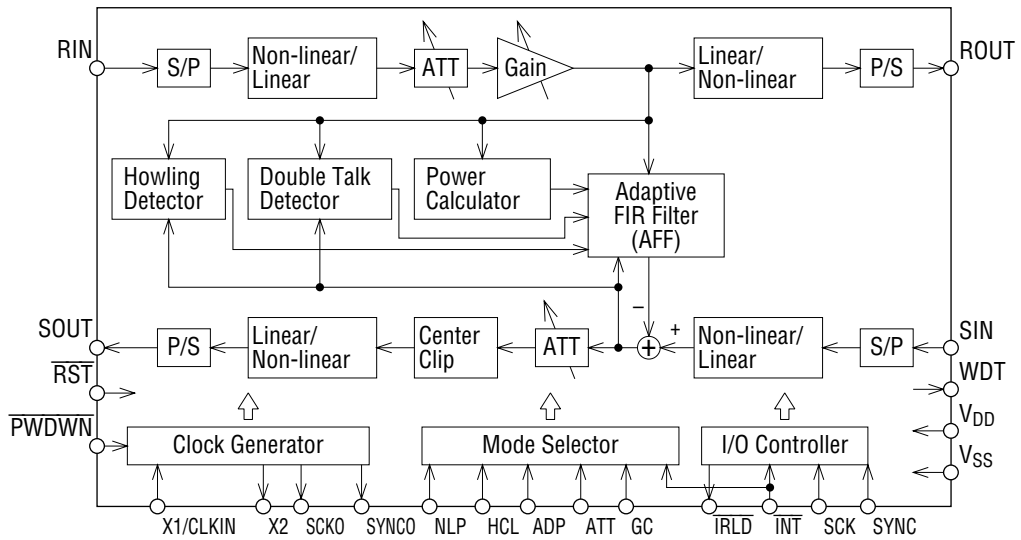 RIN
S/P
Non-linear/
Linear
ATT
Gain
Linear/
Non-linear
P/S
ROUT
Howling
Detector
Double Talk
Detector
Power
Calculator
Adaptive
FIR Filter
(AFF)
–
+
SOUT
P/S
Linear/
Non-linear
Center
Clip
ATT
+
Non-linear/
Linear
S/P
SIN
RST
WDT
PWDWN
VDD
Clock Generator
Mode Selector
I/O Controller
VSS
X1/CLKIN
X2
SCKO
SYNCO
NLP
HCL
ADP
ATT
GC
IRLD
INT
SCK
SYNC